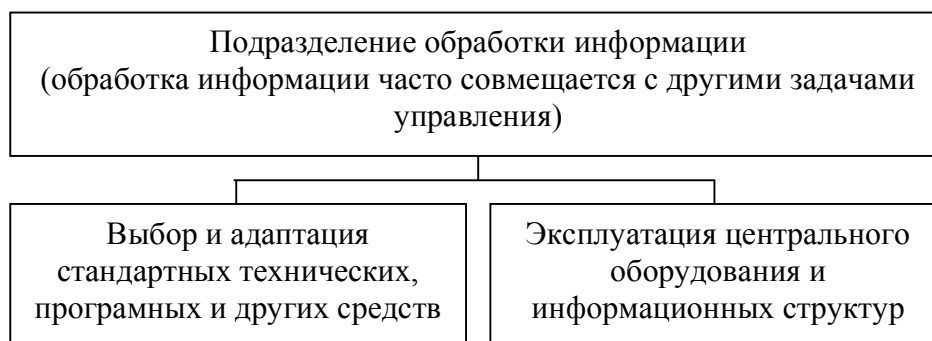 Подразделение обработки информации
(обработка информации часто совмещается с другими задачами
управления)
Выбор и адаптация
стандартных технических,
програмных и других средств
Эксплуатация центрального
оборудования и
информационных структур